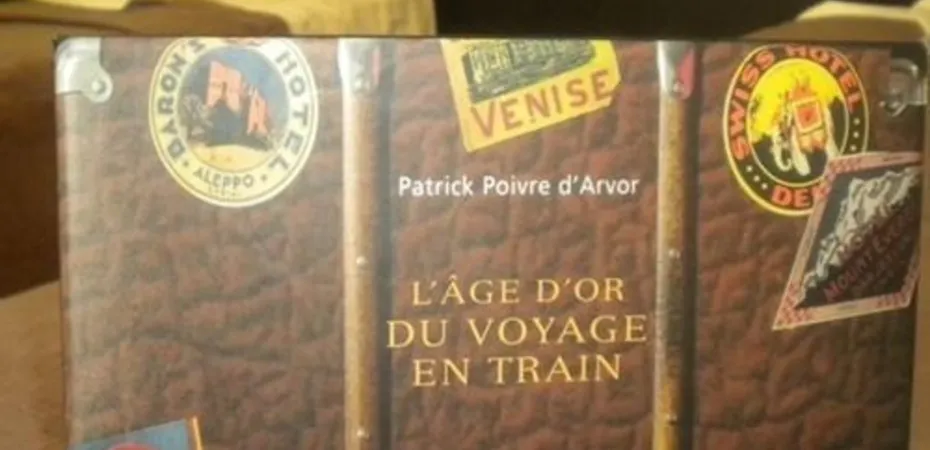 BARON'S HOTEL
ALEPPO
VENISE
SWISS HOTEL
Patrick Poivre d'Arvor
L'ÂGE D'OR
DU VOYAGE
EN TRAIN